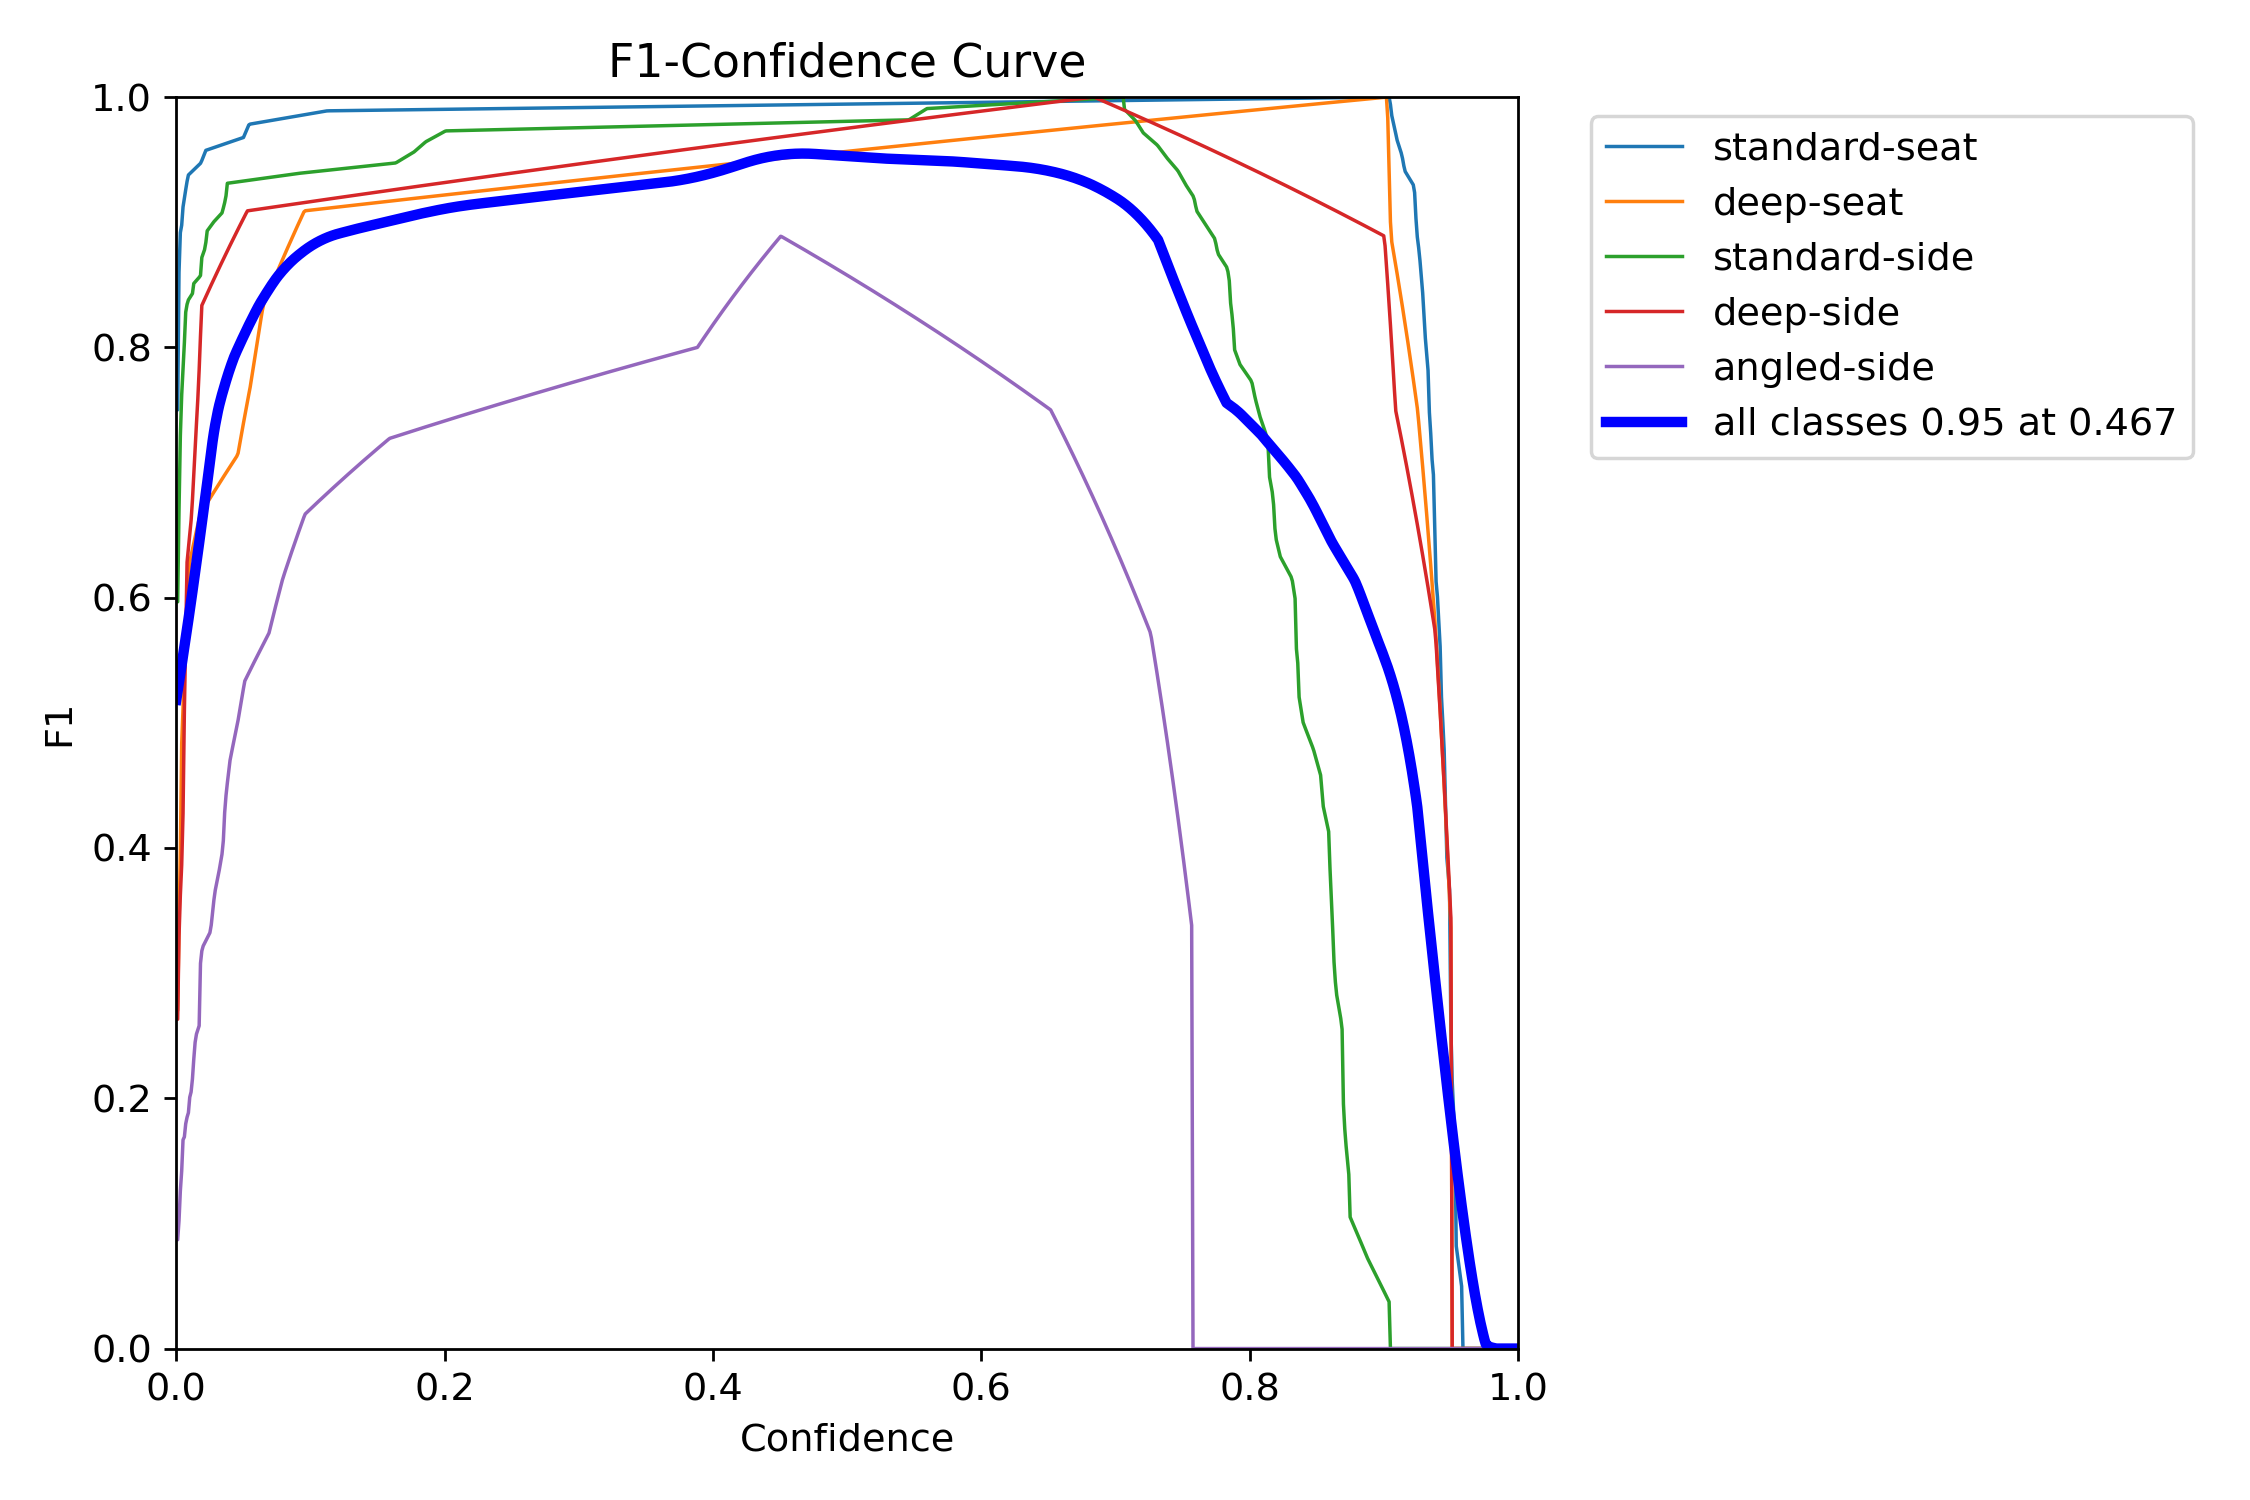 F1-Confidence Curve
1.0
0.8
0.6
0.4
0.2
0.0
F1
0.0 0.2 0.4 0.6 0.8 1.0
Confidence
standard-seat
deep-seat
standard-side
deep-side
angled-side
all classes 0.95 at 0.467